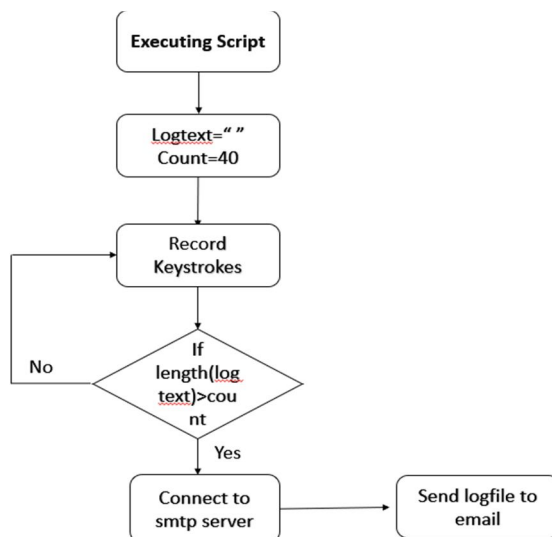 Executing Script
Logtext=“ ”
Count=40
Record
Keystrokes
If
length(log
text)>cou
nt
No
Yes
Connect to
smtp server
Send logfile to
email